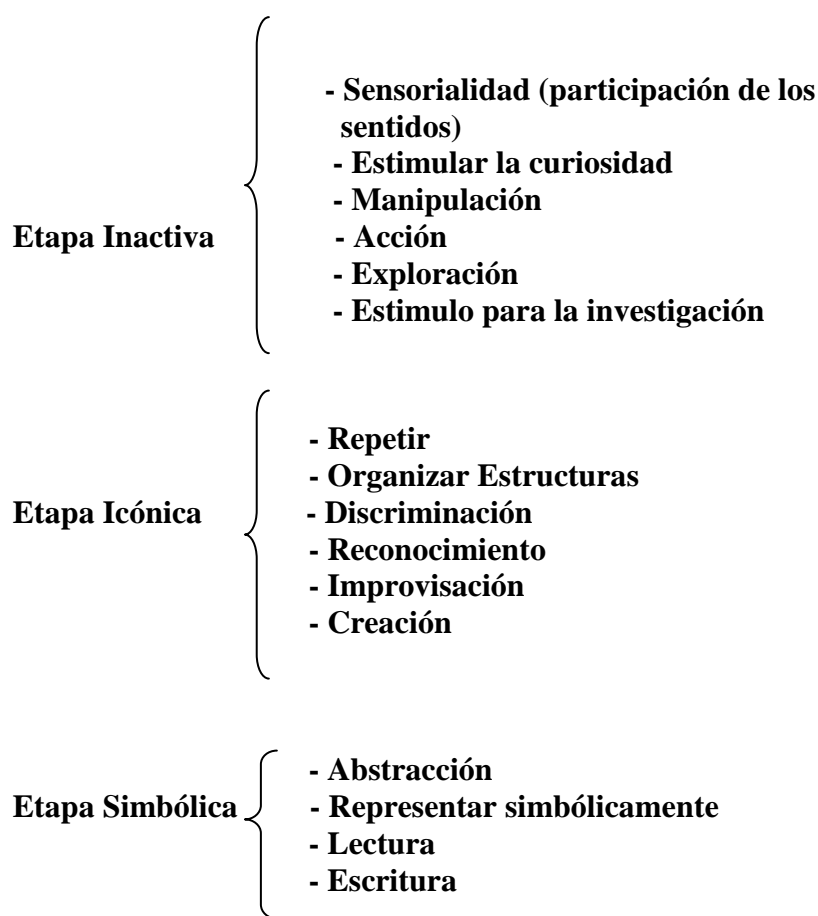 - Sensorialidad (participación de los
sentidos)
- Estimular la curiosidad
- Manipulación
Etapa Inactiva
- Acción
- Exploración
- Estimulo para la investigación
- Repetir
- Organizar Estructuras
Etapa Icónica
- Discriminación
- Reconocimiento
- Improvisación
- Creación
- Abstracción
Etapa Simbólica
- Representar simbólicamente
- Lectura
- Escritura